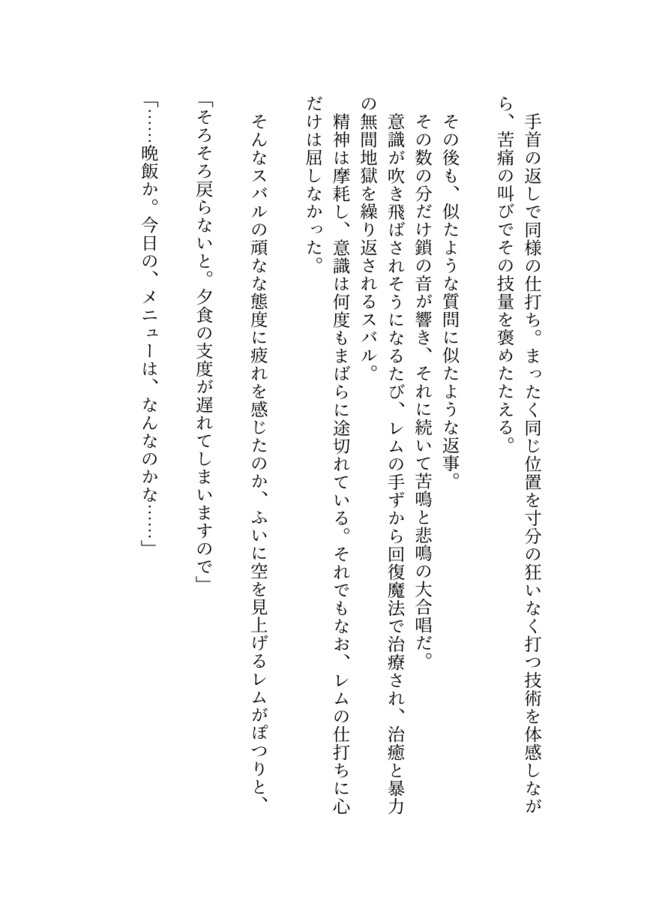 手首の返しで同様の仕打ち。まったく同じ位置を寸分の狂いなく打つ技術を体感しなが
ら、苦痛の叫びでその技量を褒めたたえる。
その後も、似たような質問に似たような返事。
その数の分だけ鎖の音が響き、それに続いて苦鳴と悲鳴の大合唱だ。
意識が吹き飛ばされそうになるたび、レムの手ずから回復魔法で治療され、治癒と暴力
の無間地獄を繰り返されるスバル。
精神は摩耗し、意識は何度もまばらに途切れている。それでもなお、レムの仕打ちに心
だけは屈しなかった。
そんなスバルの頑なな態度に疲れを感じたのか、ふいに空を見上げるレムがぽつりと、
「そろそろ戻らないと。夕食の支度が遅れてしまいますので」
「……晩飯か。今日の、メニューは、なんなのかな……」